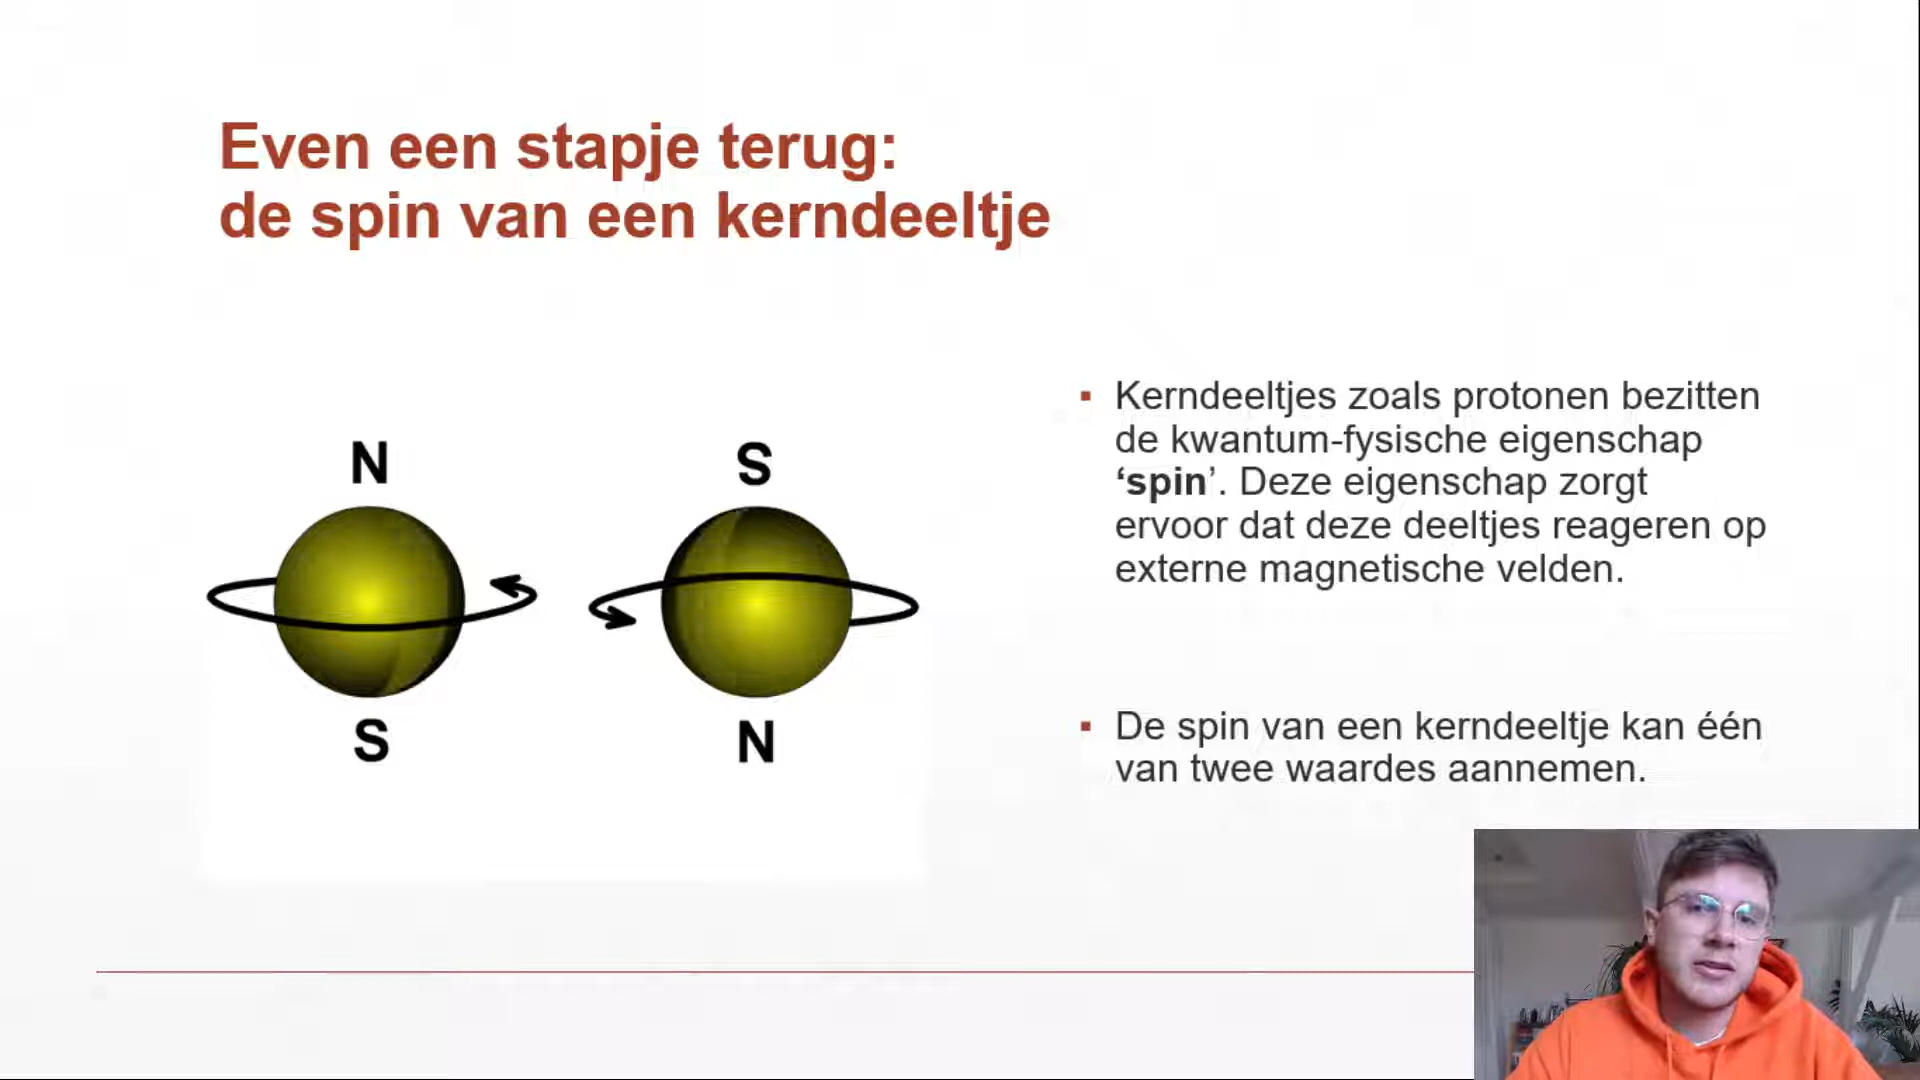 Even een stapje terug:
de spin van een kerndeeltje
N
S
S
N
▪ Kerndeeltjes zoals protonen bezitten
de kwantum-fysische eigenschap
‘spin’. Deze eigenschap zorgt
ervoor dat deze deeltjes reageren op
externe magnetische velden.
▪ De spin van een kerndeeltje kan één
van twee waardes aannemen.